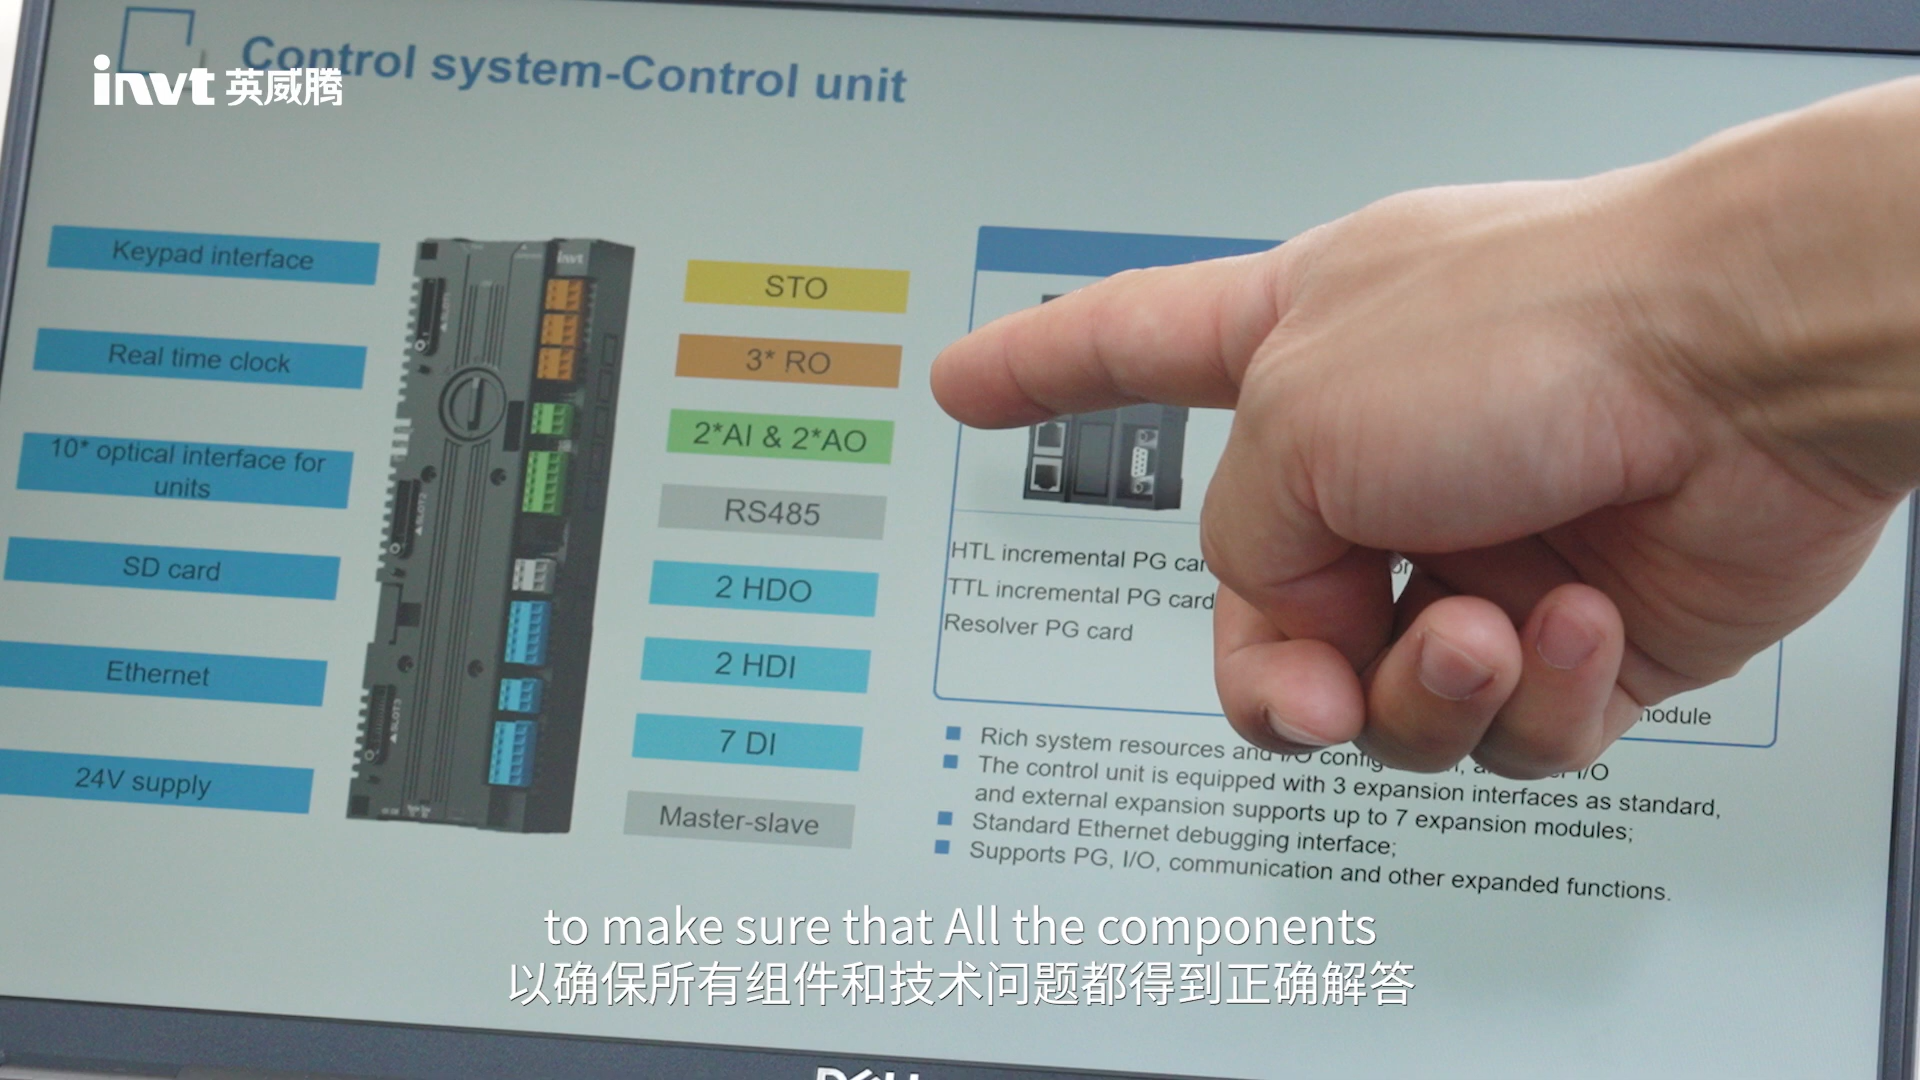 Control system-Control unit
invt 英威腾
Keypad interface
Real time clock
10* optical interface for
units
SD card
Ethernet
24V supply
invt
SLOT2
SLOT3
STO
3* RO
2*AI & 2*AO
RS485
2 HDO
2 HDI
7 DI
Master-slave
HTL incremental PG
TTL incremental PG card
Resolver PG card
Rich system resources and I/O I/O
The control unit is equipped with 3 expansion interfaces as standard,
and external expansion supports up to 7 expansion modules;
Standard Ethernet debugging interface;
Supports PG, I/O, communication and other expanded functions.
to make sure that All the components
以确保所有组件和技术问题都得到正确解答